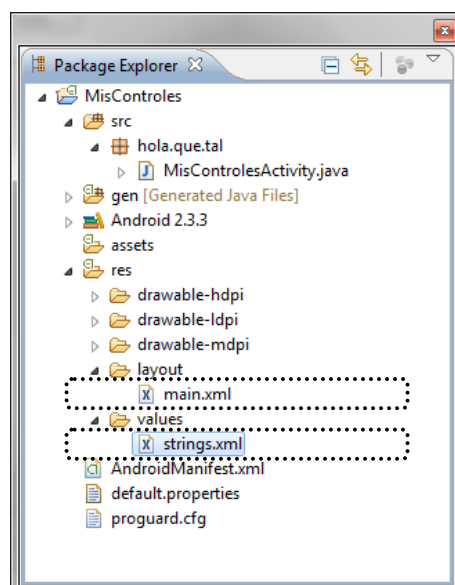 Package Explorer
MisControles
src
hola.que.tal
MisControlesActivity.java
gen [Generated Java Files]
Android 2.3.3
assets
res
drawable-hdpi
drawable-ldpi
drawable-mdpi
layout
main.xml
values
strings.xml
AndroidManifest.xml
default.properties
proguard.cfg